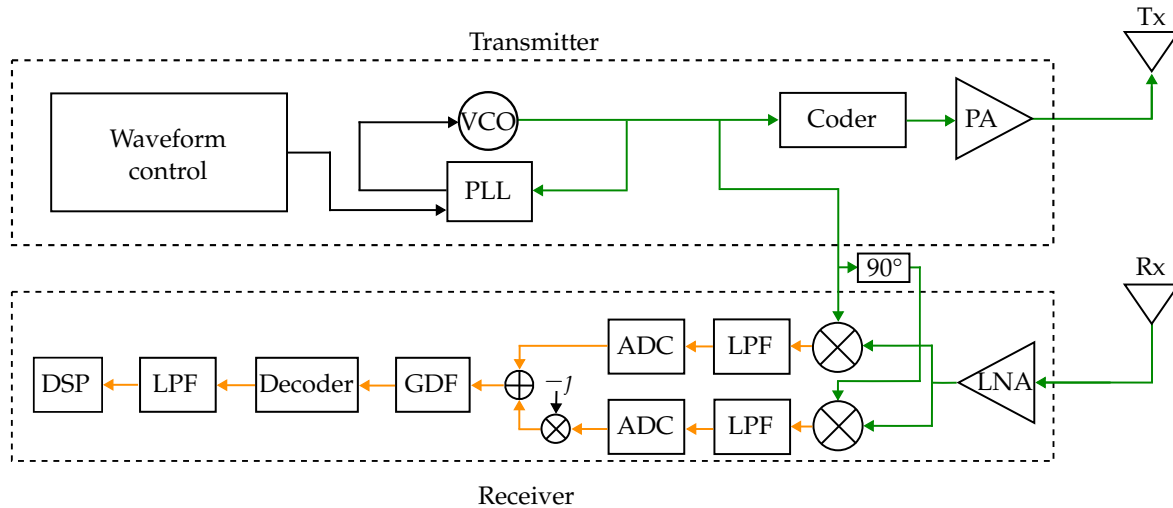 Tx
Transmitter
Waveform
control
VCO
PLL
Coder
PA
90°
Rx
ADC
LPF
LNA
DSP
LPF
Decoder
GDF
−ȷ
ADC
LPF
Receiver